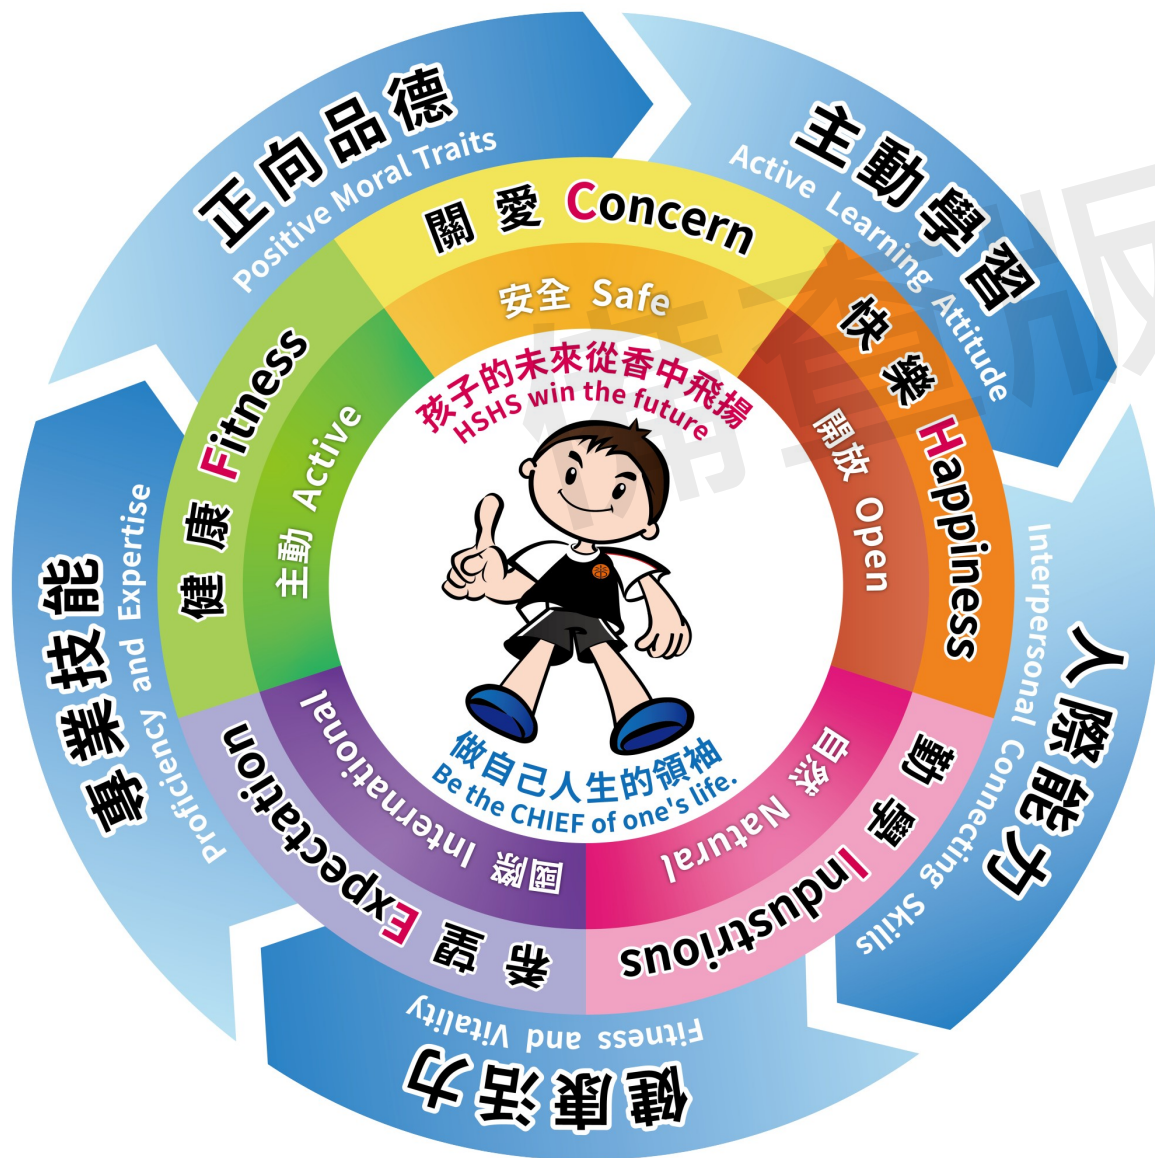 正向品德
Positive Moral Traits
主動學習
Active Learning Attitude
人際能力
Interpersonal Connecting Skills
健康活力
Fitness and Vitality
專業技能
Proficiency and Expertise
關愛 Concern
安全 Safe
快樂 Happiness
開放 Open
勤學 Industrious
自然 Natural
希望 Expectation
國際 International
健康 Fitness
主動 Active
孩子的未來從香中飛揚
HSHS win the future
做自己人生的領袖
Be the CHIEF of one's life.